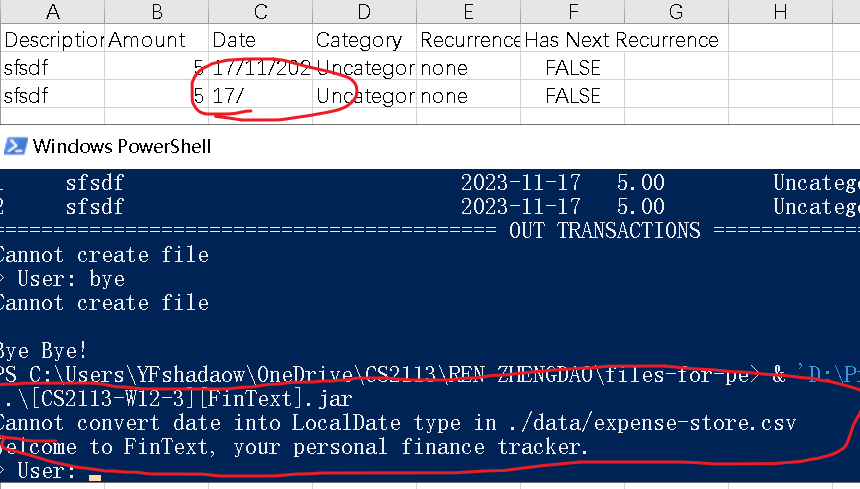 A B C D E F G H
Description Amount Date Category Recurrence Has Next Recurrence
sfsdf 5 17/11/202 Uncategor none FALSE
sfsdf 5 17/ Uncategor none FALSE
Windows PowerShell
1 sfsdf 2023-11-17 5.00 Uncatego
2 sfsdf 2023-11-17 5.00 Uncatego
========================================== OUT TRANSACTIONS =============
Cannot create file
> User: bye
Cannot create file
Bye Bye!
PS C:\Users\YFshadaow\OneDrive\CS2113\REN ZHENGDAO\files-for-pe> & 'D:\P
.\[CS2113-W12-3][FinText].jar
Cannot convert date into LocalDate type in ./data/expense-store.csv
Welcome to FinText, your personal finance tracker.
> User: